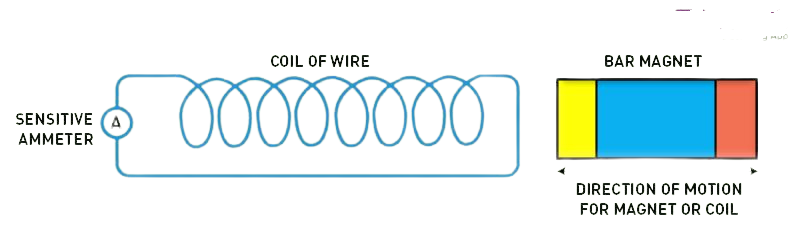 COIL OF WIRE
BAR MAGNET
SENSITIVE
AMMETER
A
DIRECTION OF MOTION
FOR MAGNET OR COIL